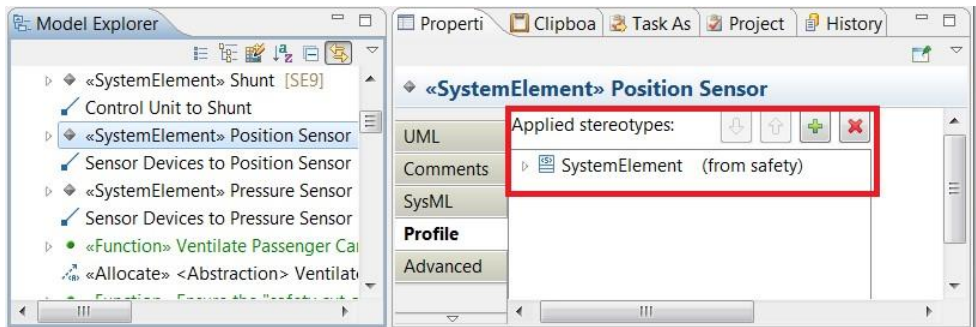 Model Explorer
«SystemElement» Shunt [SE9]
Control Unit to Shunt
«SystemElement» Position Sensor
Sensor Devices to Position Sensor
«SystemElement» Pressure Sensor
Sensor Devices to Pressure Sensor
«Function» Ventilate Passenger Ca
«Allocate» <Abstraction> Ventilat
Properti Clipboa Task As Project History
«SystemElement» Position Sensor
UML
Comments
SysML
Profile
Advanced
Applied stereotypes:
SystemElement (from safety)